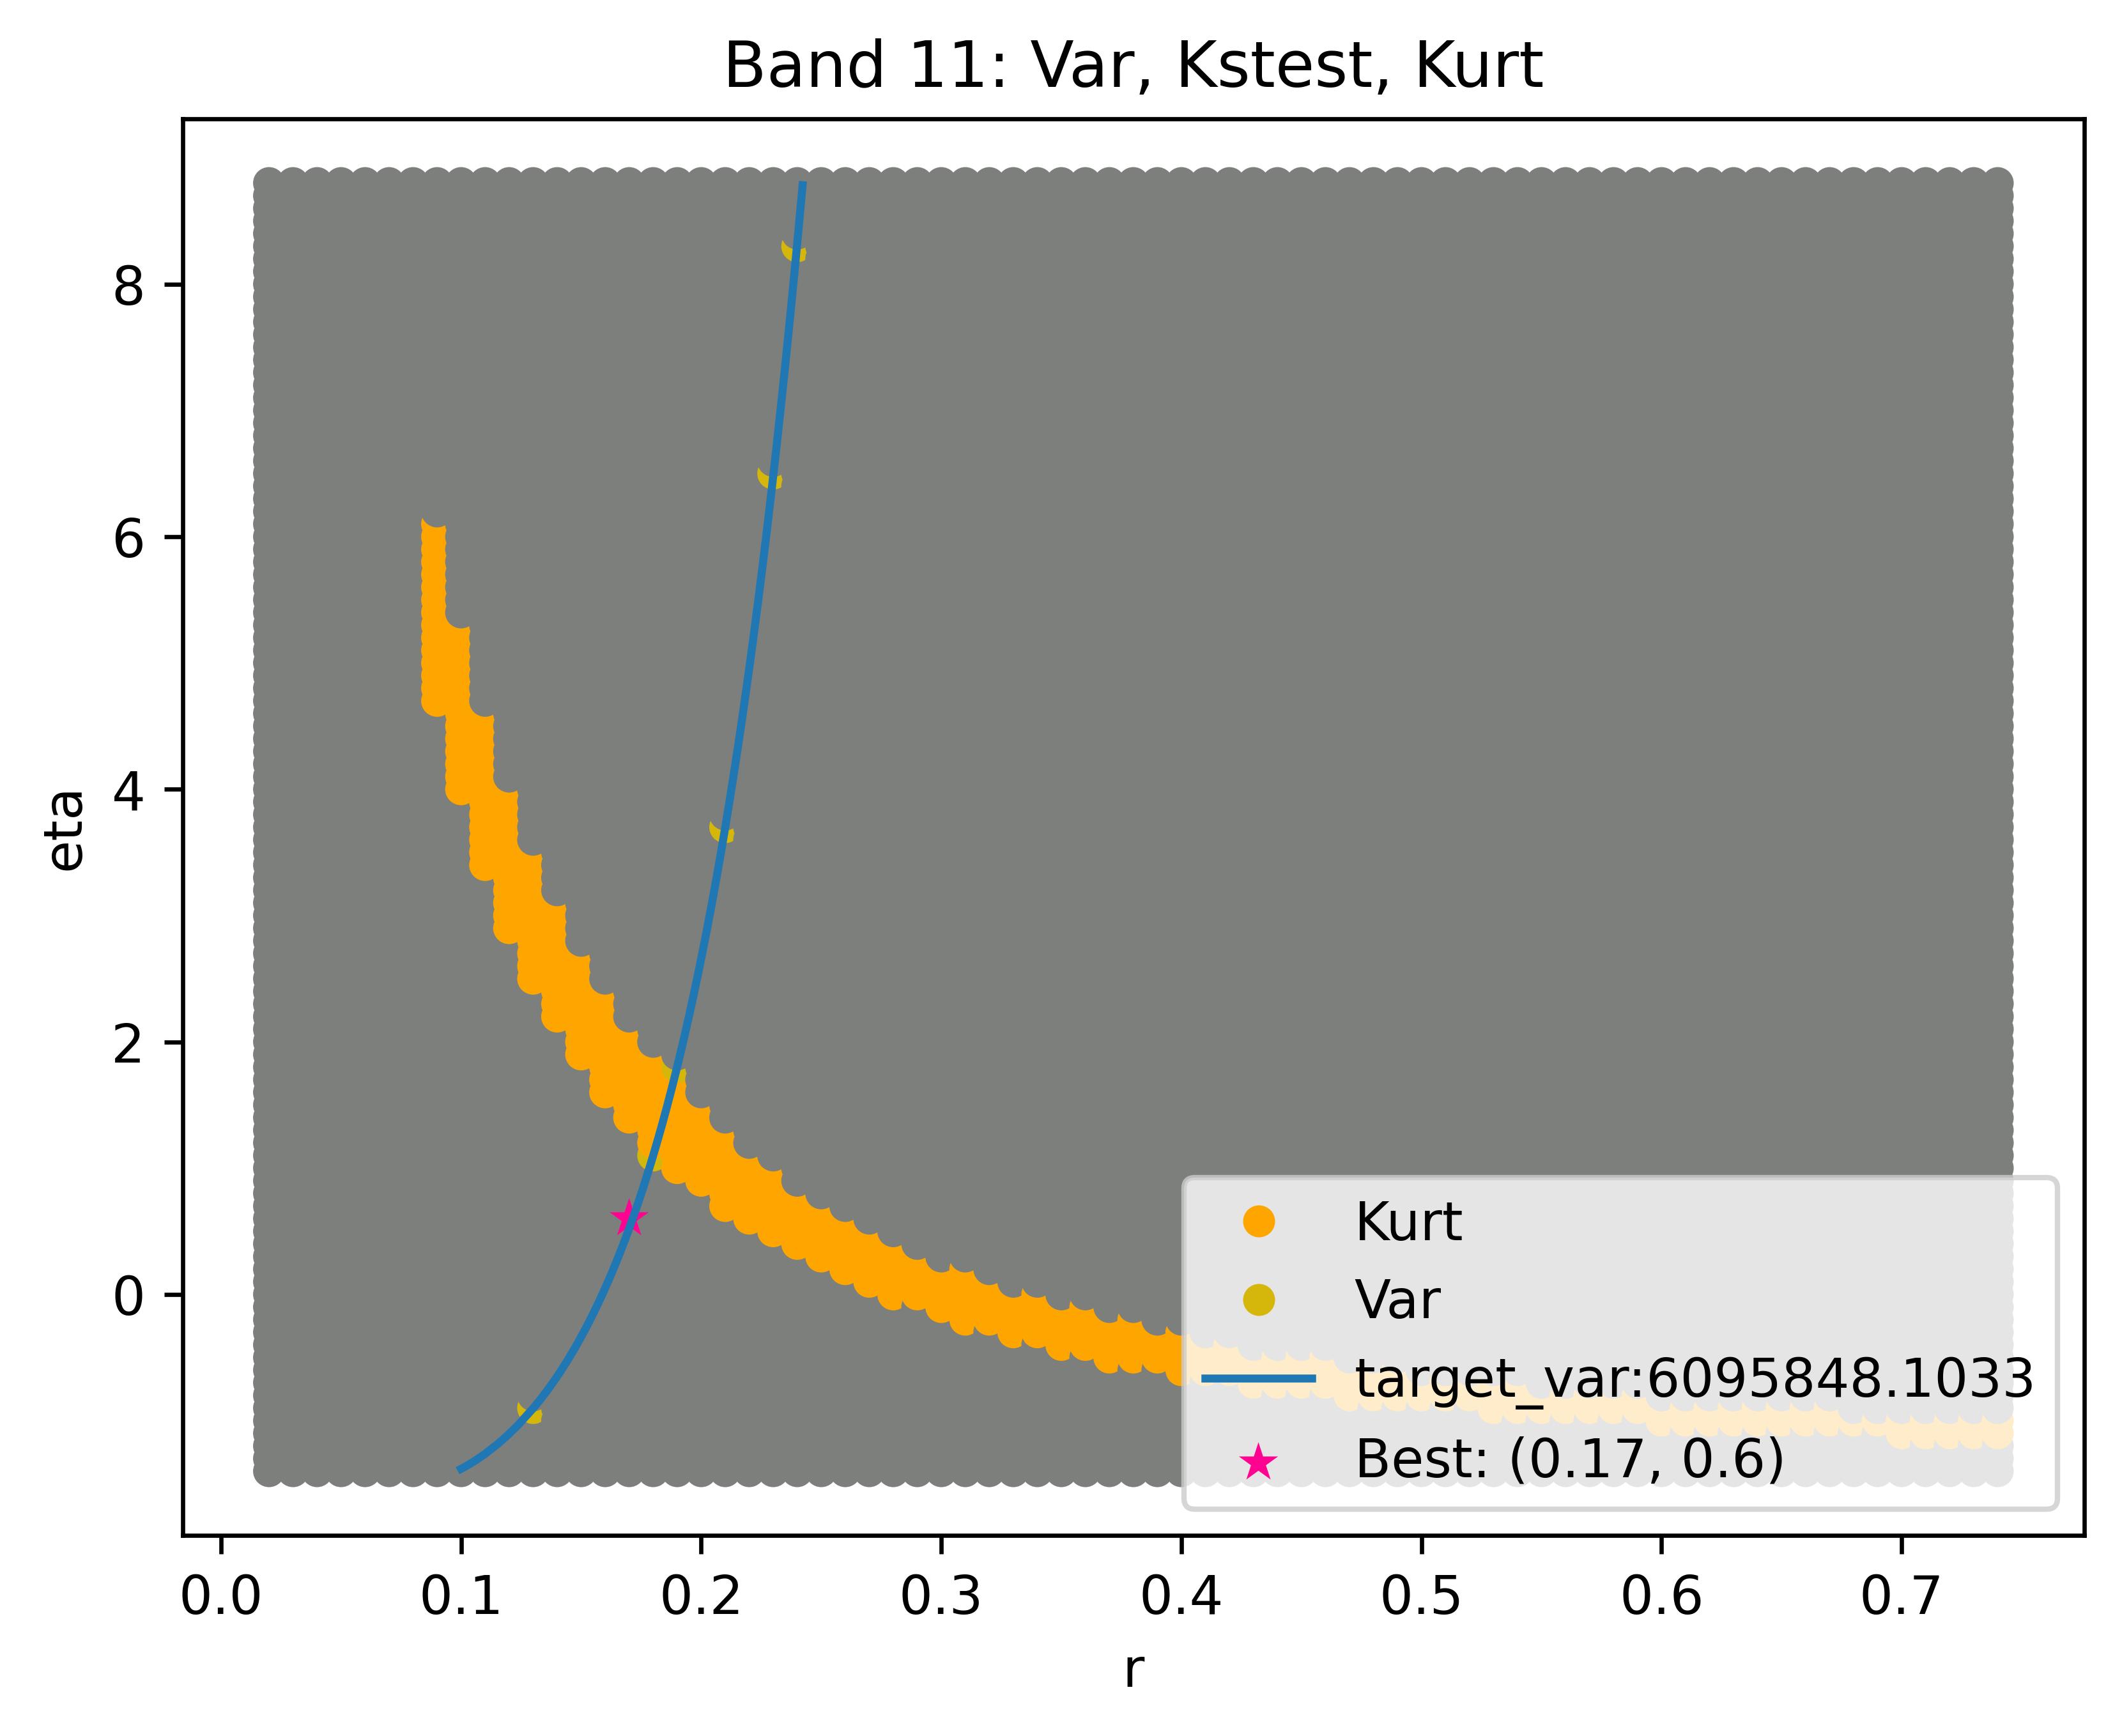 Band 11: Var, Kstest, Kurt
eta
8
6
4
2
0
Kurt
Var
target_var:6095848.1033
Best: (0.17, 0.6)
0.0 0.1 0.2 0.3 0.4 0.5 0.6 0.7
r